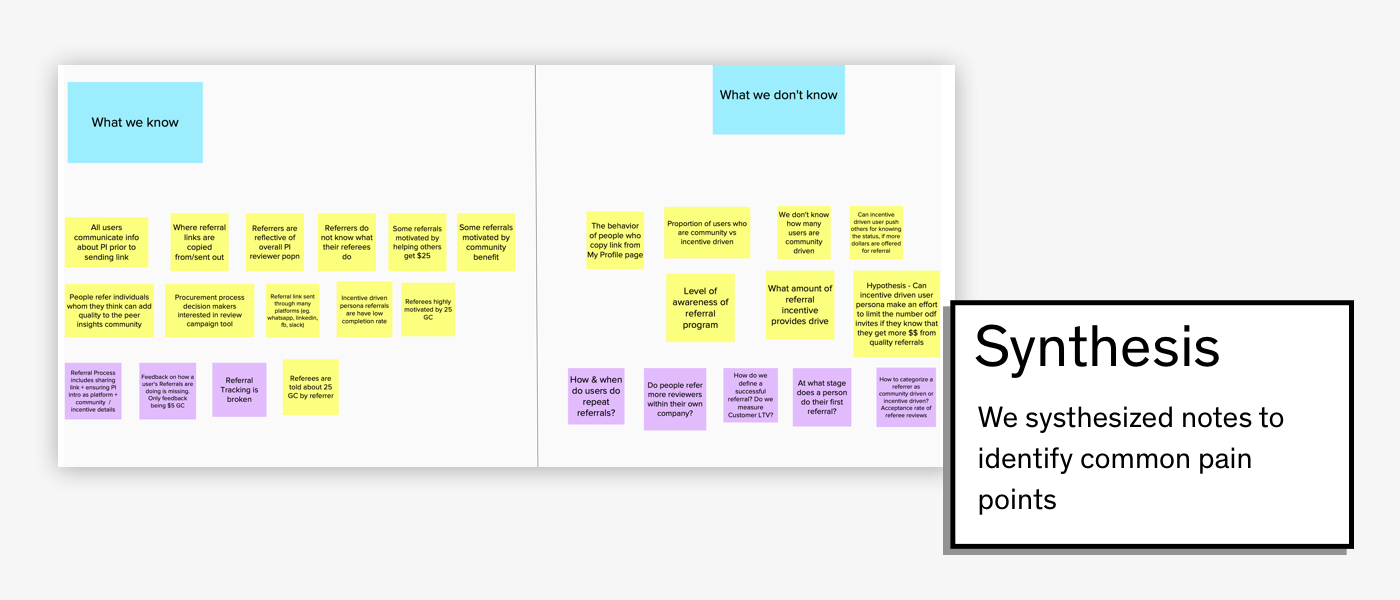 What we know
What we don't know
All users
communicate info
about PI prior to
sending link
Where referral
links are
copied
from/sent out
Referrers are
reflective of
overall PI
reviewer popn
Referrers do
not know what
their referees
do
Some referrals
motivated by
helping others
get $25
Some referrals
motivated by
community
benefit
People refer individuals
whom they think can add
quality to the peer
insights community
Procurement process
decision makers
interested in review
campaign tool
Referral link sent
through many
platforms (eg.
whatsapp, linkedin,
fb, slack)
Incentive driven
persona referrals
are have low
completion rate
Referees highly
motivated by 25
GC
Referral Process
includes sharing
link + ensuring PI
intro as platform +
community /
incentive details
Feedback on how a
user's Referrals are
doing is missing.
Only feedback
being $5 GC
Referral
Tracking is
broken
Referees are
told about 25
GC by referrer
The behavior
of people who
copy link from
My Profile page
Proportion of users who
are community vs
incentive driven
We don't know
how many
users are
community
driven
Can incentive
driven user push
others for knowing
the status, if more
dollars are offered
for referral
Level of
awareness of
referral
program
What amount of
referral
incentive
provides drive
Hypothesis - Can
incentive driven user
persona make an effort
to limit the number odf
invites if they know that
they get more $$ from
quality referrals
How & when
do users do
repeat
referrals?
Do people refer
more reviewers
within their own
company?
How do we
define a
successful
referral? Do we
measure
Customer LTV?
At what stage
does a person
do their first
referral?
How to categorize a
referrer as
community driven or
incentive driven?
Acceptance rate of
referee reviews
Synthesis
We systhesized notes to
identify common pain
points